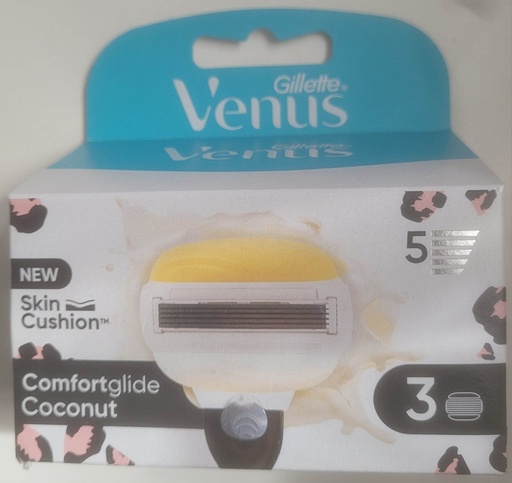 Gillette®
Venus
Gillette®
Venus
5
NEW
Skin
Cushion™
Comfortglide
Coconut
3